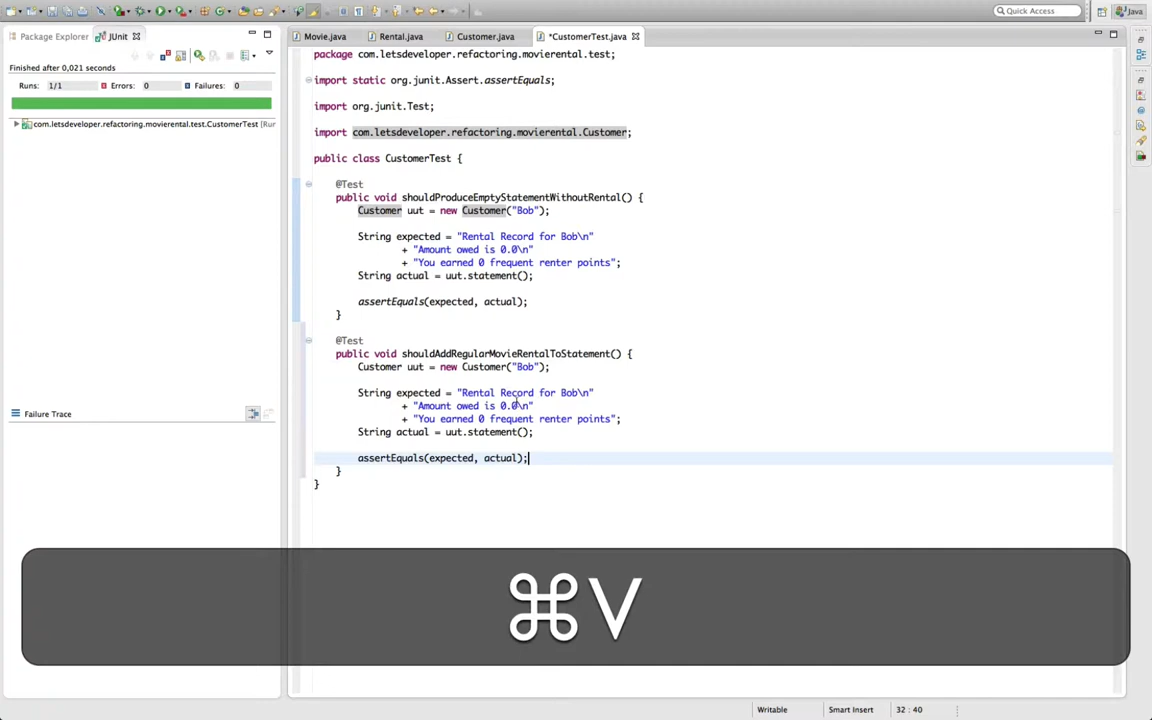 Quick Access
Java
Package Explorer
JUnit
Movie.java
Rental.java
Customer.java
*CustomerTest.java
Finished after 0,021 seconds
Runs: 1/1
Errors: 0
Failures: 0
com.letsdeveloper.refactoring.movierental.test.CustomerTest [Run
Failure Trace
package com.letsdeveloper.refactoring.movierental.test;
import static org.junit.Assert.assertEquals;
import org.junit.Test;
import com.letsdeveloper.refactoring.movierental.Customer;
public class CustomerTest {
@Test
public void shouldProduceEmptyStatementWithoutRental() {
Customer uut = new Customer("Bob");
String expected = "Rental Record for Bob\n"
+ "Amount owed is 0.0\n"
+ "You earned 0 frequent renter points";
String actual = uut.statement();
assertEquals(expected, actual);
}
@Test
public void shouldAddRegularMovieRentalToStatement() {
Customer uut = new Customer("Bob");
String expected = "Rental Record for Bob\n"
+ "Amount owed is 0.0\n"
+ "You earned 0 frequent renter points";
String actual = uut.statement();
assertEquals(expected, actual);
}
}
⌘V
Writable
Smart Insert
32 : 40